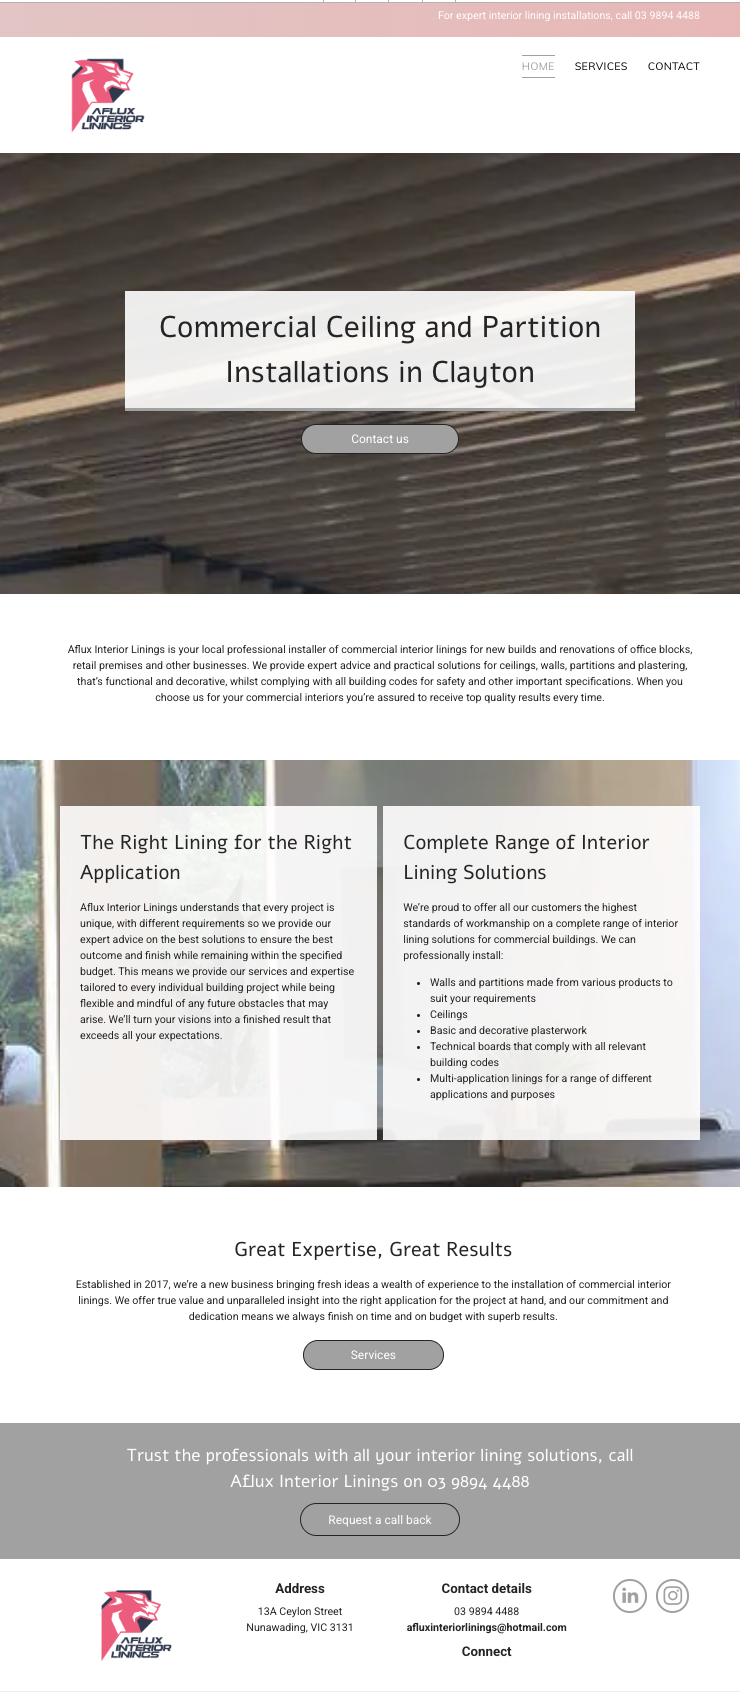 For expert interior lining installations, call 03 9894 4488
AFLUX
INTERIOR
LININGS
HOME SERVICES CONTACT
Commercial Ceiling and Partition
Installations in Clayton
Contact us
Aflux Interior Linings is your local professional installer of commercial interior linings for new builds and renovations of office blocks,
retail premises and other businesses. We provide expert advice and practical solutions for ceilings, walls, partitions and plastering,
that’s functional and decorative, whilst complying with all building codes for safety and other important specifications. When you
choose us for your commercial interiors you’re assured to receive top quality results every time.
The Right Lining for the Right
Application
Aflux Interior Linings understands that every project is
unique, with different requirements so we provide our
expert advice on the best solutions to ensure the best
outcome and finish while remaining within the specified
budget. This means we provide our services and expertise
tailored to every individual building project while being
flexible and mindful of any future obstacles that may
arise. We’ll turn your visions into a finished result that
exceeds all your expectations.
Complete Range of Interior
Lining Solutions
We’re proud to offer all our customers the highest
standards of workmanship on a complete range of interior
lining solutions for commercial buildings. We can
professionally install:
• Walls and partitions made from various products to
suit your requirements
• Ceilings
• Basic and decorative plasterwork
• Technical boards that comply with all relevant
building codes
• Multi-application linings for a range of different
applications and purposes
Great Expertise, Great Results
Established in 2017, we’re a new business bringing fresh ideas a wealth of experience to the installation of commercial interior
linings. We offer true value and unparalleled insight into the right application for the project at hand, and our commitment and
dedication means we always finish on time and on budget with superb results.
Services
Trust the professionals with all your interior lining solutions, call
Aflux Interior Linings on 03 9894 4488
Request a call back
AFLUX
INTERIOR
LININGS
Address
13A Ceylon Street
Nunawading, VIC 3131
Contact details
03 9894 4488
afluxinteriorlinings@hotmail.com
Connect
in